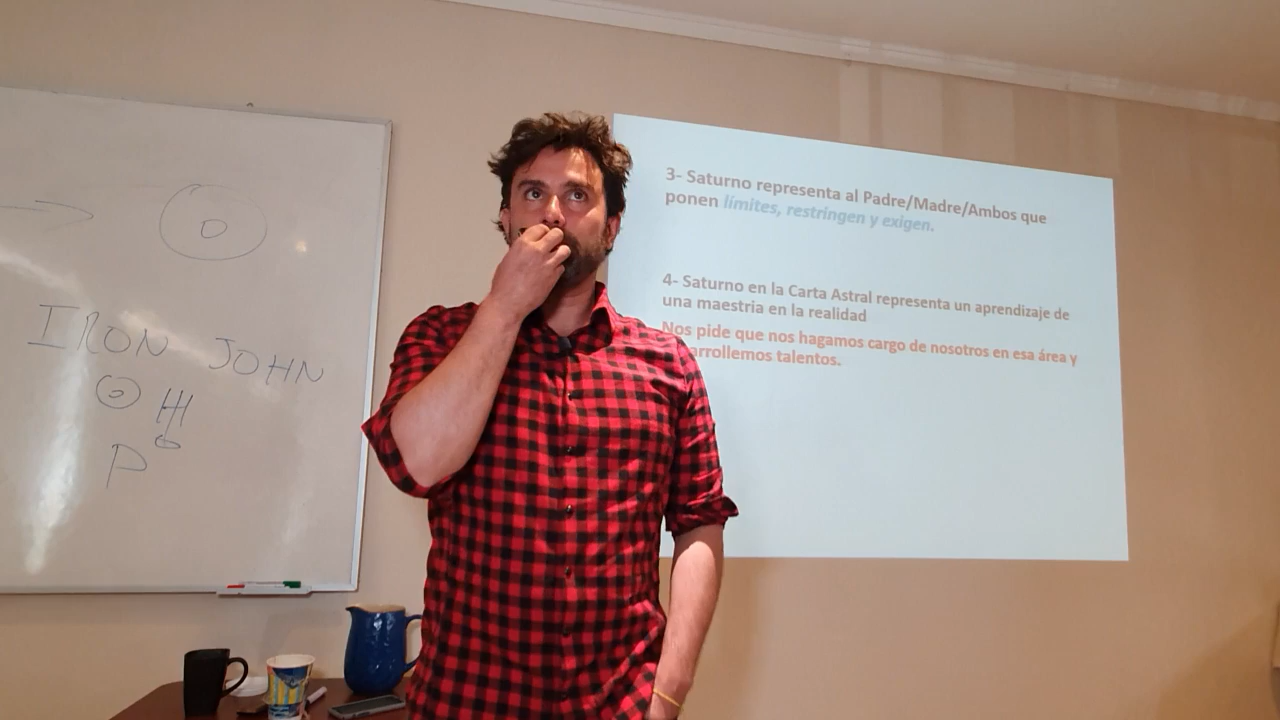 IRON JOHN
P
3- Saturno representa al Padre/Madre/Ambos que
ponen límites, restringen y exigen.
4- Saturno en la Carta Astral representa un aprendizaje de
una maestria en la realidad
Nos pide que nos hagamos cargo de nosotros en esa área y
arrollemos talentos.